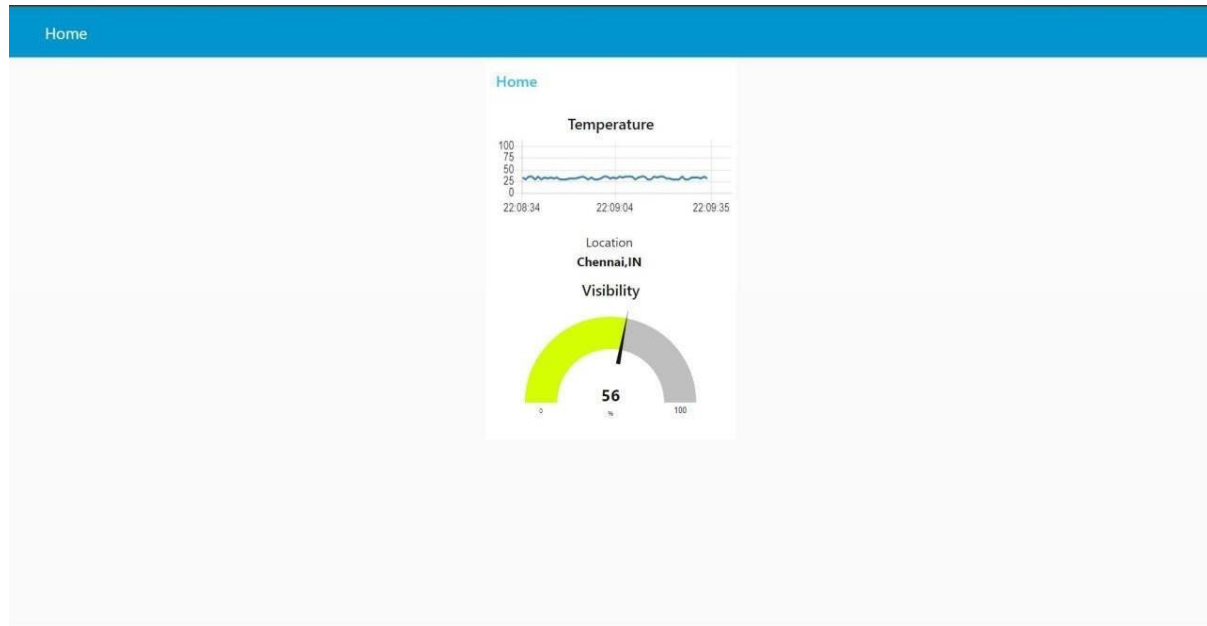 Home
Home
Temperature
100
75
50
25
0
22:08:34 22:09:04 22:09:35
Location
Chennai,IN
Visibility
56
0 % 100